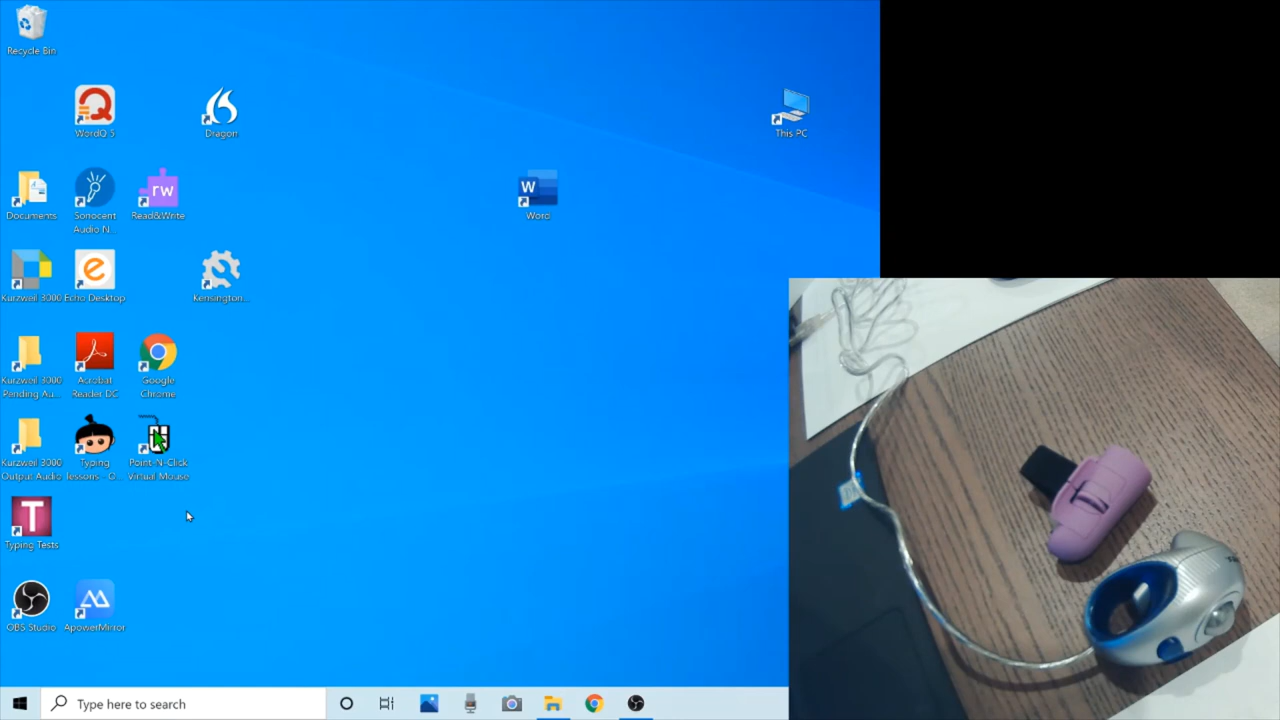 Recycle Bin
WordQ 5
Dragon
This PC
W
Word
Documents
Sonocent
Audio N...
rw
Read&Write
Kurzweil 3000
Echo Desktop
Kensington...
Kurzweil 3000
Pending Au...
Acrobat
Reader DC
Google
Chrome
Kurzweil 3000
Output Audio
Typing
lessons - C...
Point-N-Click
Virtual Mouse
T
Typing Tests
OBS Studio
ApowerMirror
Type here to search